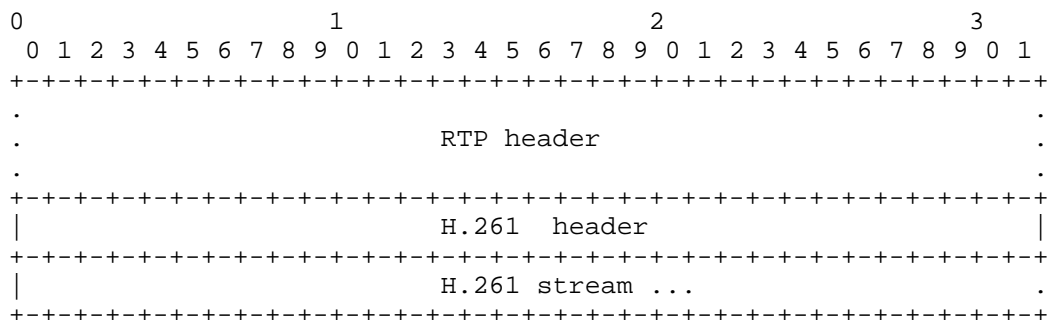 0                   1                   2                   3
 0 1 2 3 4 5 6 7 8 9 0 1 2 3 4 5 6 7 8 9 0 1 2 3 4 5 6 7 8 9 0 1
+-+-+-+-+-+-+-+-+-+-+-+-+-+-+-+-+-+-+-+-+-+-+-+-+-+-+-+-+-+-+-+-+
.                                                               .
.                          RTP header                           .
.                                                               .
+-+-+-+-+-+-+-+-+-+-+-+-+-+-+-+-+-+-+-+-+-+-+-+-+-+-+-+-+-+-+-+-+
|                          H.261  header                        |
+-+-+-+-+-+-+-+-+-+-+-+-+-+-+-+-+-+-+-+-+-+-+-+-+-+-+-+-+-+-+-+-+
|                          H.261 stream ...                     .
+-+-+-+-+-+-+-+-+-+-+-+-+-+-+-+-+-+-+-+-+-+-+-+-+-+-+-+-+-+-+-+-+